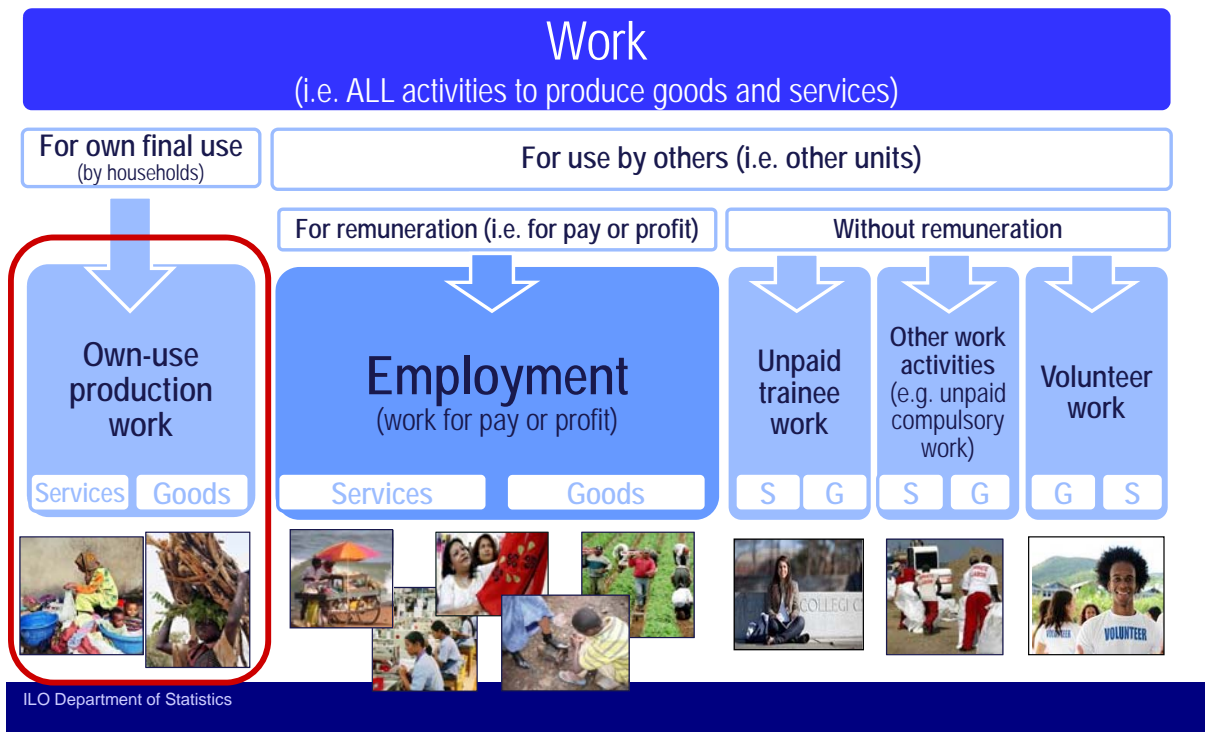 Work
(i.e. ALL activities to produce goods and services)
For own final use
(by households)
For use by others (i.e. other units)
For remuneration (i.e. for pay or profit)
Without remuneration
Own-use
production
work
Services
Goods
Employment
(work for pay or profit)
Services
Goods
Unpaid
trainee
work
S
G
Other work
activities
(e.g. unpaid
compulsory
work)
S
G
Volunteer
work
G
S
COLLEGI C
VOLUNTEER
VOLUNTEER
ILO Department of Statistics